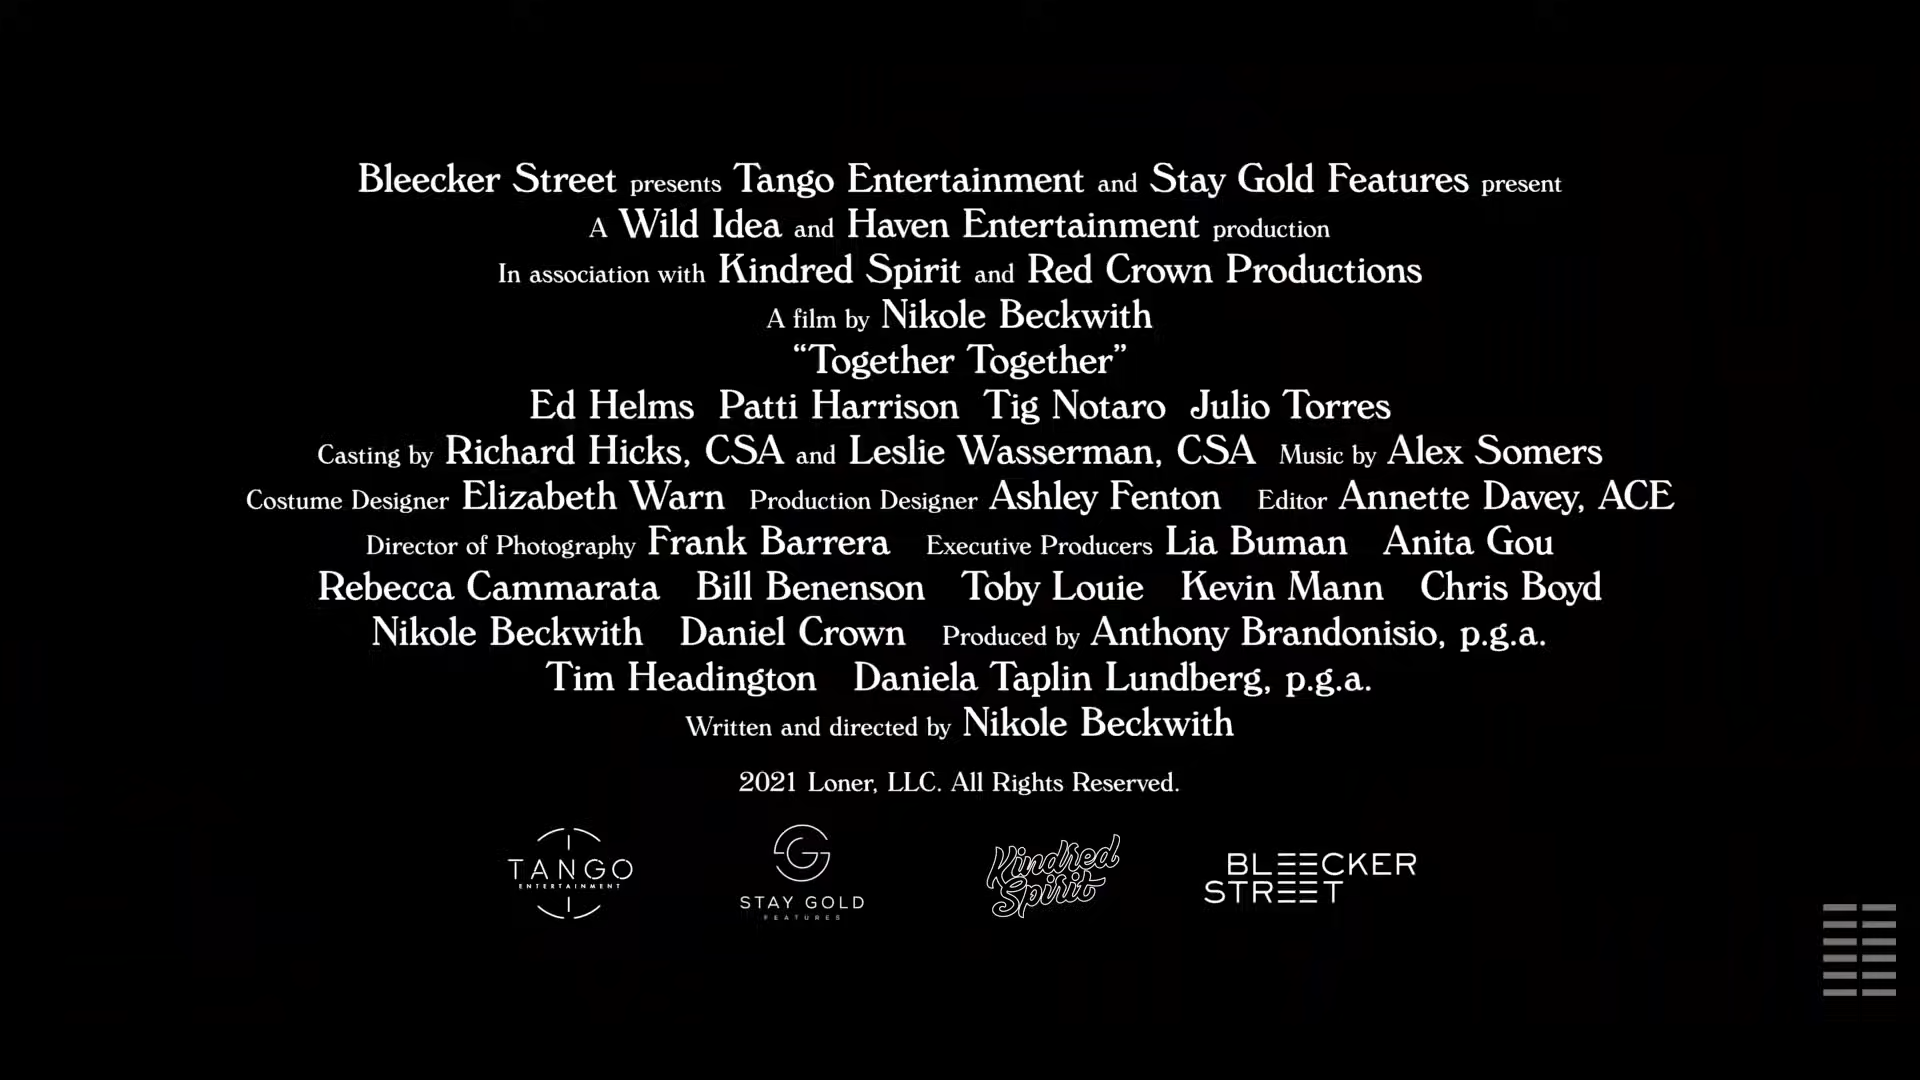 Bleecker Street presents Tango Entertainment and Stay Gold Features present
A Wild Idea and Haven Entertainment production
In association with Kindred Spirit and Red Crown Productions
A film by Nikole Beckwith
“Together Together”
Ed Helms Patti Harrison Tig Notaro Julio Torres
Casting by Richard Hicks, CSA and Leslie Wasserman, CSA Music by Alex Somers
Costume Designer Elizabeth Warn Production Designer Ashley Fenton Editor Annette Davey, ACE
Director of Photography Frank Barrera Executive Producers Lia Buman Anita Gou
Rebecca Cammarata Bill Benenson Toby Louie Kevin Mann Chris Boyd
Nikole Beckwith Daniel Crown Produced by Anthony Brandonisio, p.g.a.
Tim Headington Daniela Taplin Lundberg, p.g.a.
Written and directed by Nikole Beckwith
2021 Loner, LLC. All Rights Reserved.
TANGO
ENTERTAINMENT
STAY GOLD
FEATURES
Kindred
Spirit
BLEECKER
STREET